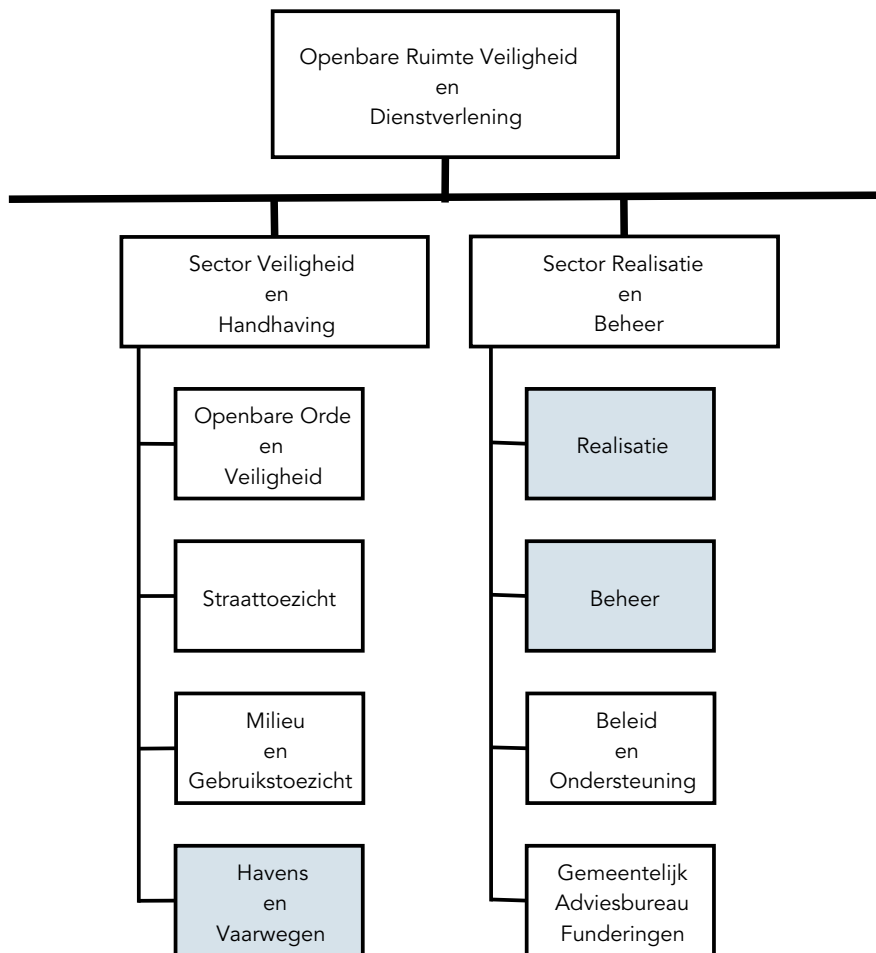 Openbare Ruimte Veiligheid
en
Dienstverlening
Sector Veiligheid
en
Handhaving
Openbare Orde
en
Veiligheid
Straattoezicht
Milieu
en
Gebruikstoezicht
Havens
en
Vaarwegen
Sector Realisatie
en
Beheer
Realisatie
Beheer
Beleid
en
Ondersteuning
Gemeentelijk
Adviesbureau
Funderingen